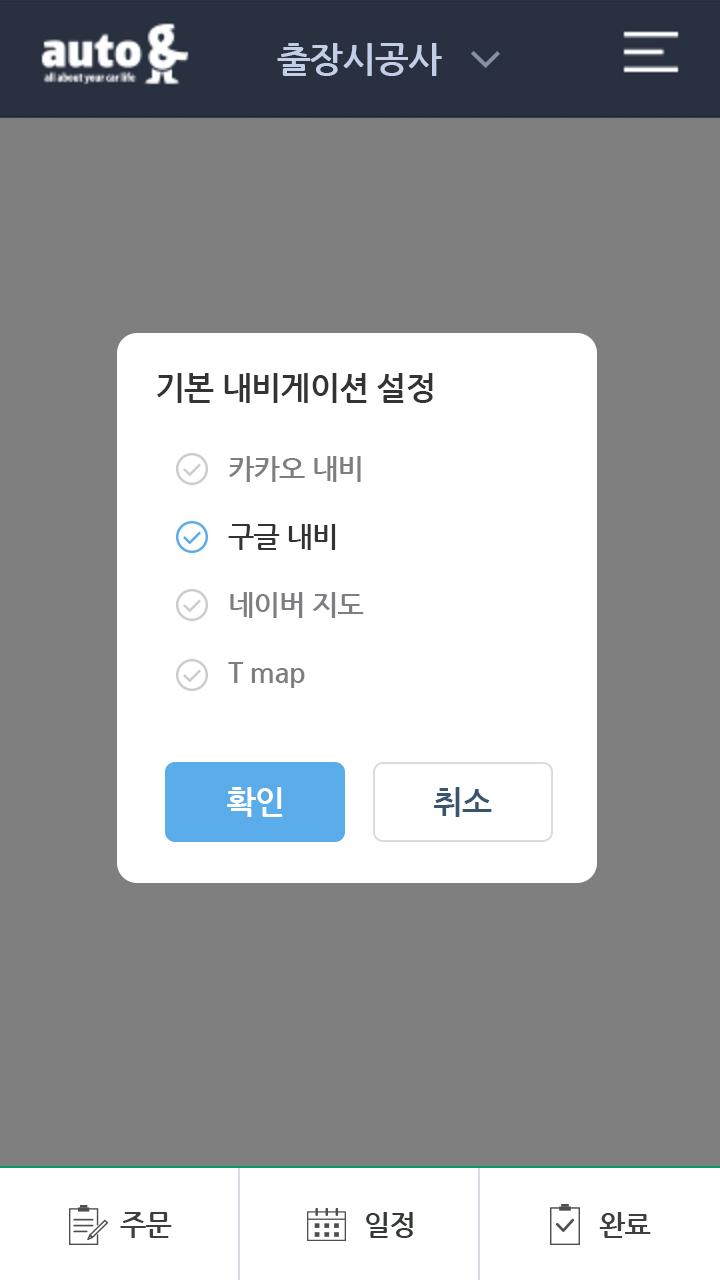 auto &
all about your car life
출장시공사
기본 내비게이션 설정
카카오 내비
구글 내비
네이버 지도
T map
확인
취소
주문
일정
완료